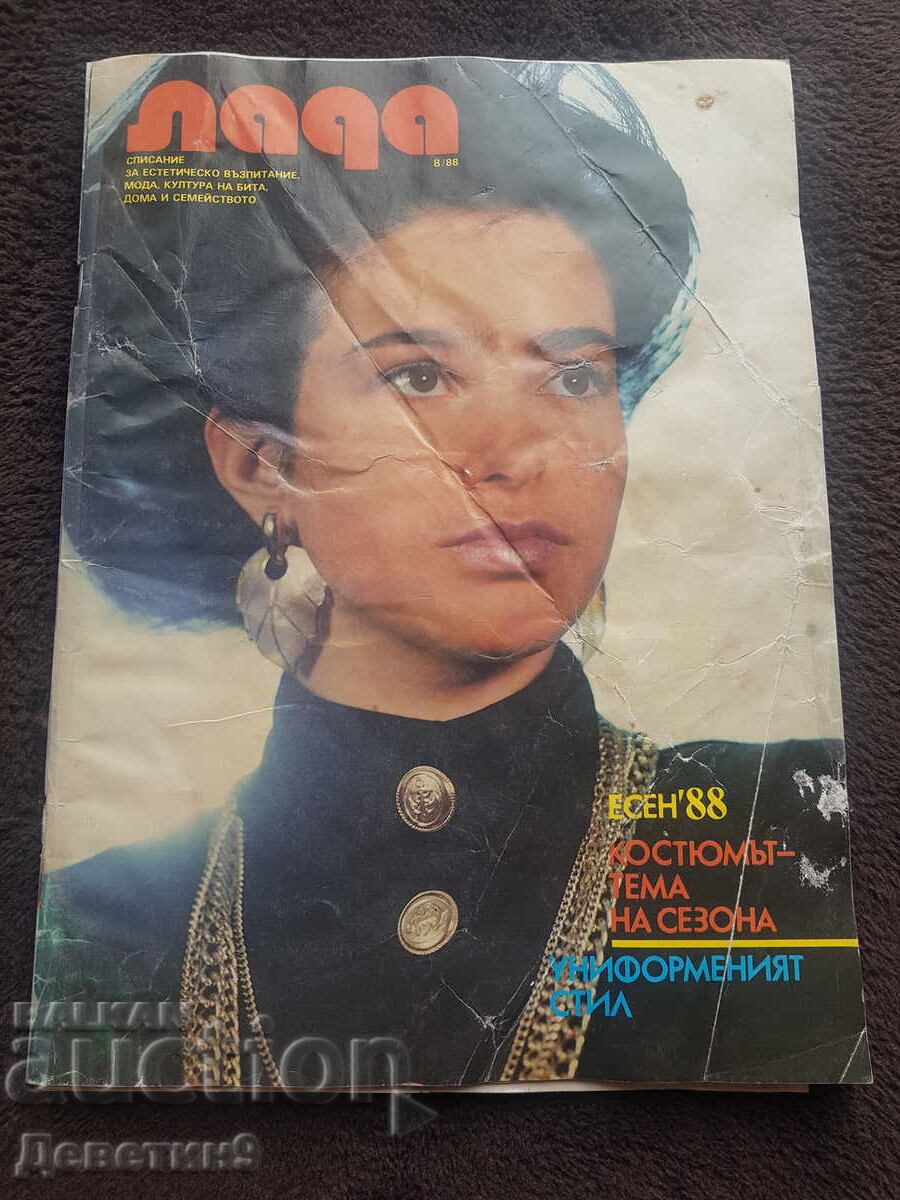 лада
8/88
СПИСАНИЕ
ЗА ЕСТЕТИЧЕСКО ВЪЗПИТАНИЕ,
МОДА, КУЛТУРА НА БИТА,
ДОМА И СЕМЕЙСТВОТО
ЕСЕН'88
КОСТЮМЪТ–
ТЕМА
НА СЕЗОНА
УНИФОРМЕНИЯТ
СТИЛ
BALKAN
auction
Деветин9